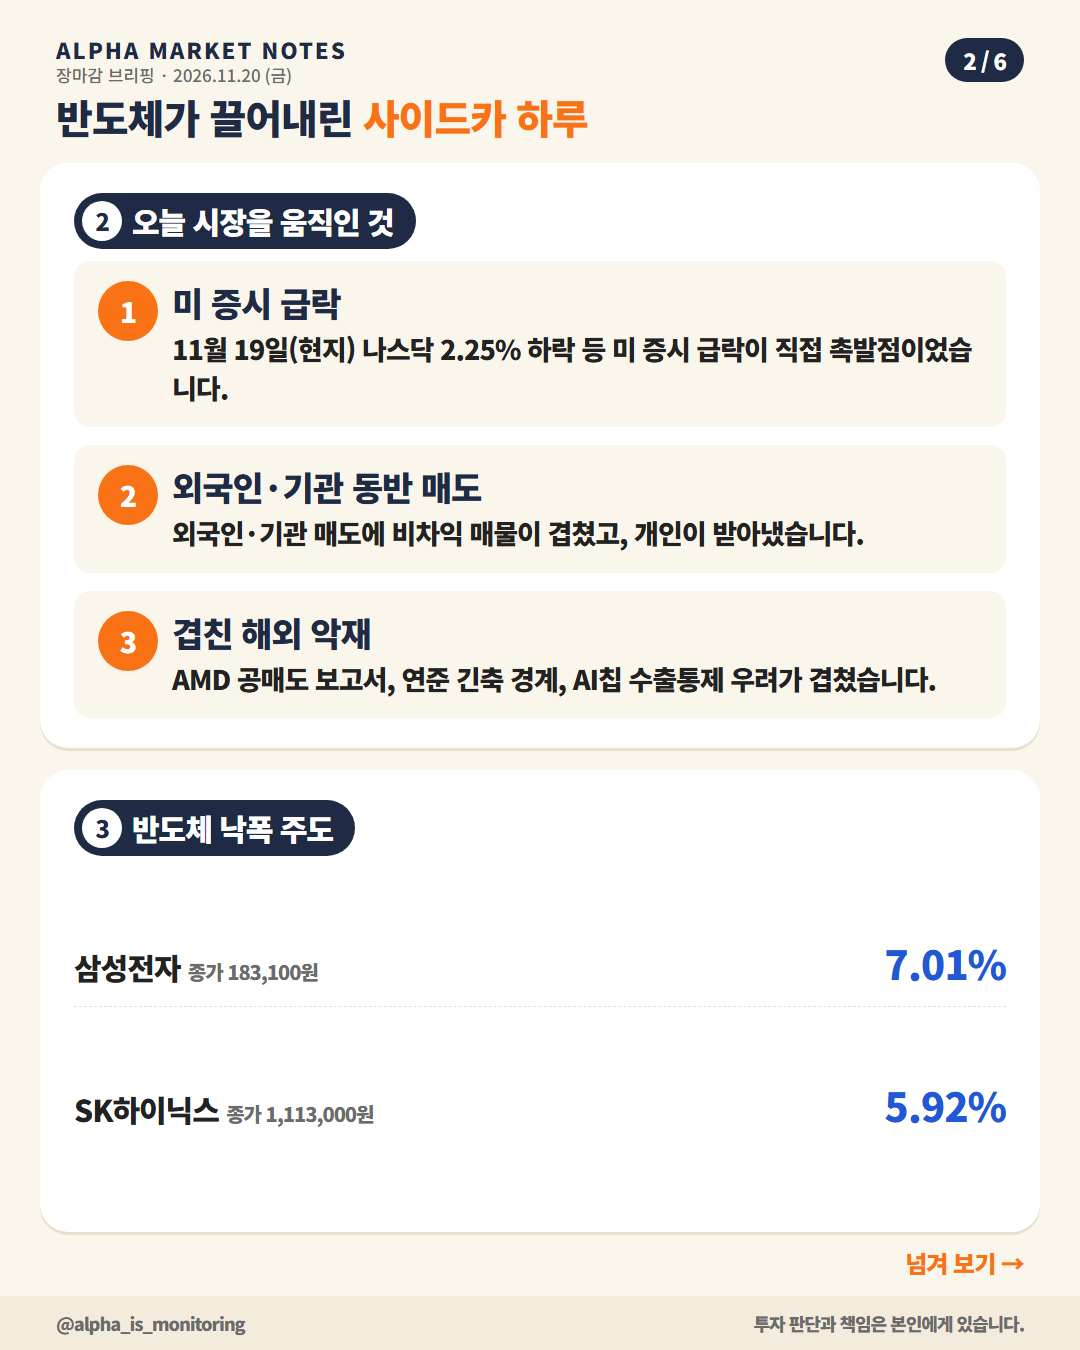 ALPHA MARKET NOTES
장마감 브리핑 · 2026.11.20 (금)
2 / 6
반도체가 끌어내린 사이드카 하루
2 오늘 시장을 움직인 것
1 미 증시 급락
11월 19일(현지) 나스닥 2.25% 하락 등 미 증시 급락이 직접 촉발점이었습
니다.
2 외국인·기관 동반 매도
외국인·기관 매도에 비차익 매물이 겹쳤고, 개인이 받아냈습니다.
3 겹친 해외 악재
AMD 공매도 보고서, 연준 긴축 경계, AI칩 수출통제 우려가 겹쳤습니다.
3 반도체 낙폭 주도
삼성전자 종가 183,100원 7.01%
SK하이닉스 종가 1,113,000원 5.92%
넘겨 보기 →
@alpha_is_monitoring
투자 판단과 책임은 본인에게 있습니다.